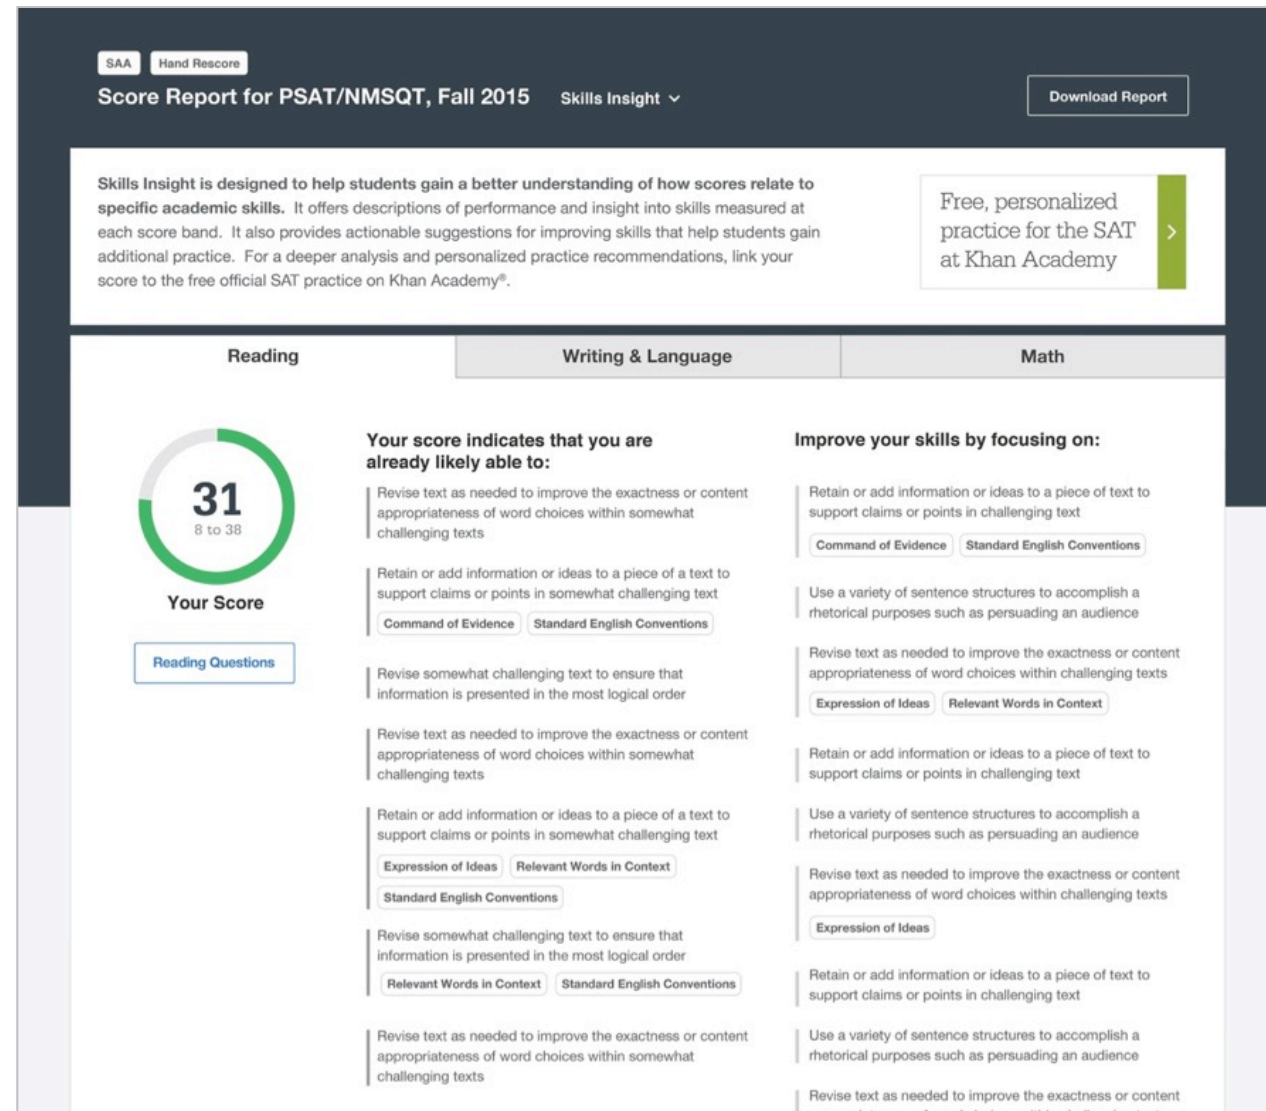 SAA Hand Rescore
Score Report for PSAT/NMSQT, Fall 2015 Skills Insight
Download Report
Skills Insight is designed to help students gain a better understanding of how scores relate to
specific academic skills. It offers descriptions of performance and insight into skills measured at
each score band. It also provides actionable suggestions for improving skills that help students gain
additional practice. For a deeper analysis and personalized practice recommendations, link your
score to the free official SAT practice on Khan Academy®.
Free, personalized
practice for the SAT
at Khan Academy
Reading
Writing & Language
Math
31
8 to 38
Your Score
Reading Questions
Your score indicates that you are
already likely able to:
Revise text as needed to improve the exactness or content
appropriateness of word choices within somewhat
challenging texts
Retain or add information or ideas to a piece of a text to
support claims or points in somewhat challenging text
Command of Evidence Standard English Conventions
Revise somewhat challenging text to ensure that
information is presented in the most logical order
Revise text as needed to improve the exactness or content
appropriateness of word choices within somewhat
challenging texts
Retain or add information or ideas to a piece of a text to
support claims or points in somewhat challenging text
Expression of Ideas Relevant Words in Context
Standard English Conventions
Revise somewhat challenging text to ensure that
information is presented in the most logical order
Relevant Words in Context Standard English Conventions
Revise text as needed to improve the exactness or content
appropriateness of word choices within somewhat
challenging texts
Improve your skills by focusing on:
Retain or add information or ideas to a piece of text to
support claims or points in challenging text
Command of Evidence Standard English Conventions
Use a variety of sentence structures to accomplish a
rhetorical purposes such as persuading an audience
Revise text as needed to improve the exactness or content
appropriateness of word choices within challenging texts
Expression of Ideas Relevant Words in Context
Retain or add information or ideas to a piece of text to
support claims or points in challenging text
Use a variety of sentence structures to accomplish a
rhetorical purposes such as persuading an audience
Revise text as needed to improve the exactness or content
appropriateness of word choices within challenging texts
Expression of Ideas
Retain or add information or ideas to a piece of text to
support claims or points in challenging text
Use a variety of sentence structures to accomplish a
rhetorical purposes such as persuading an audience
Revise text as needed to improve the exactness or content